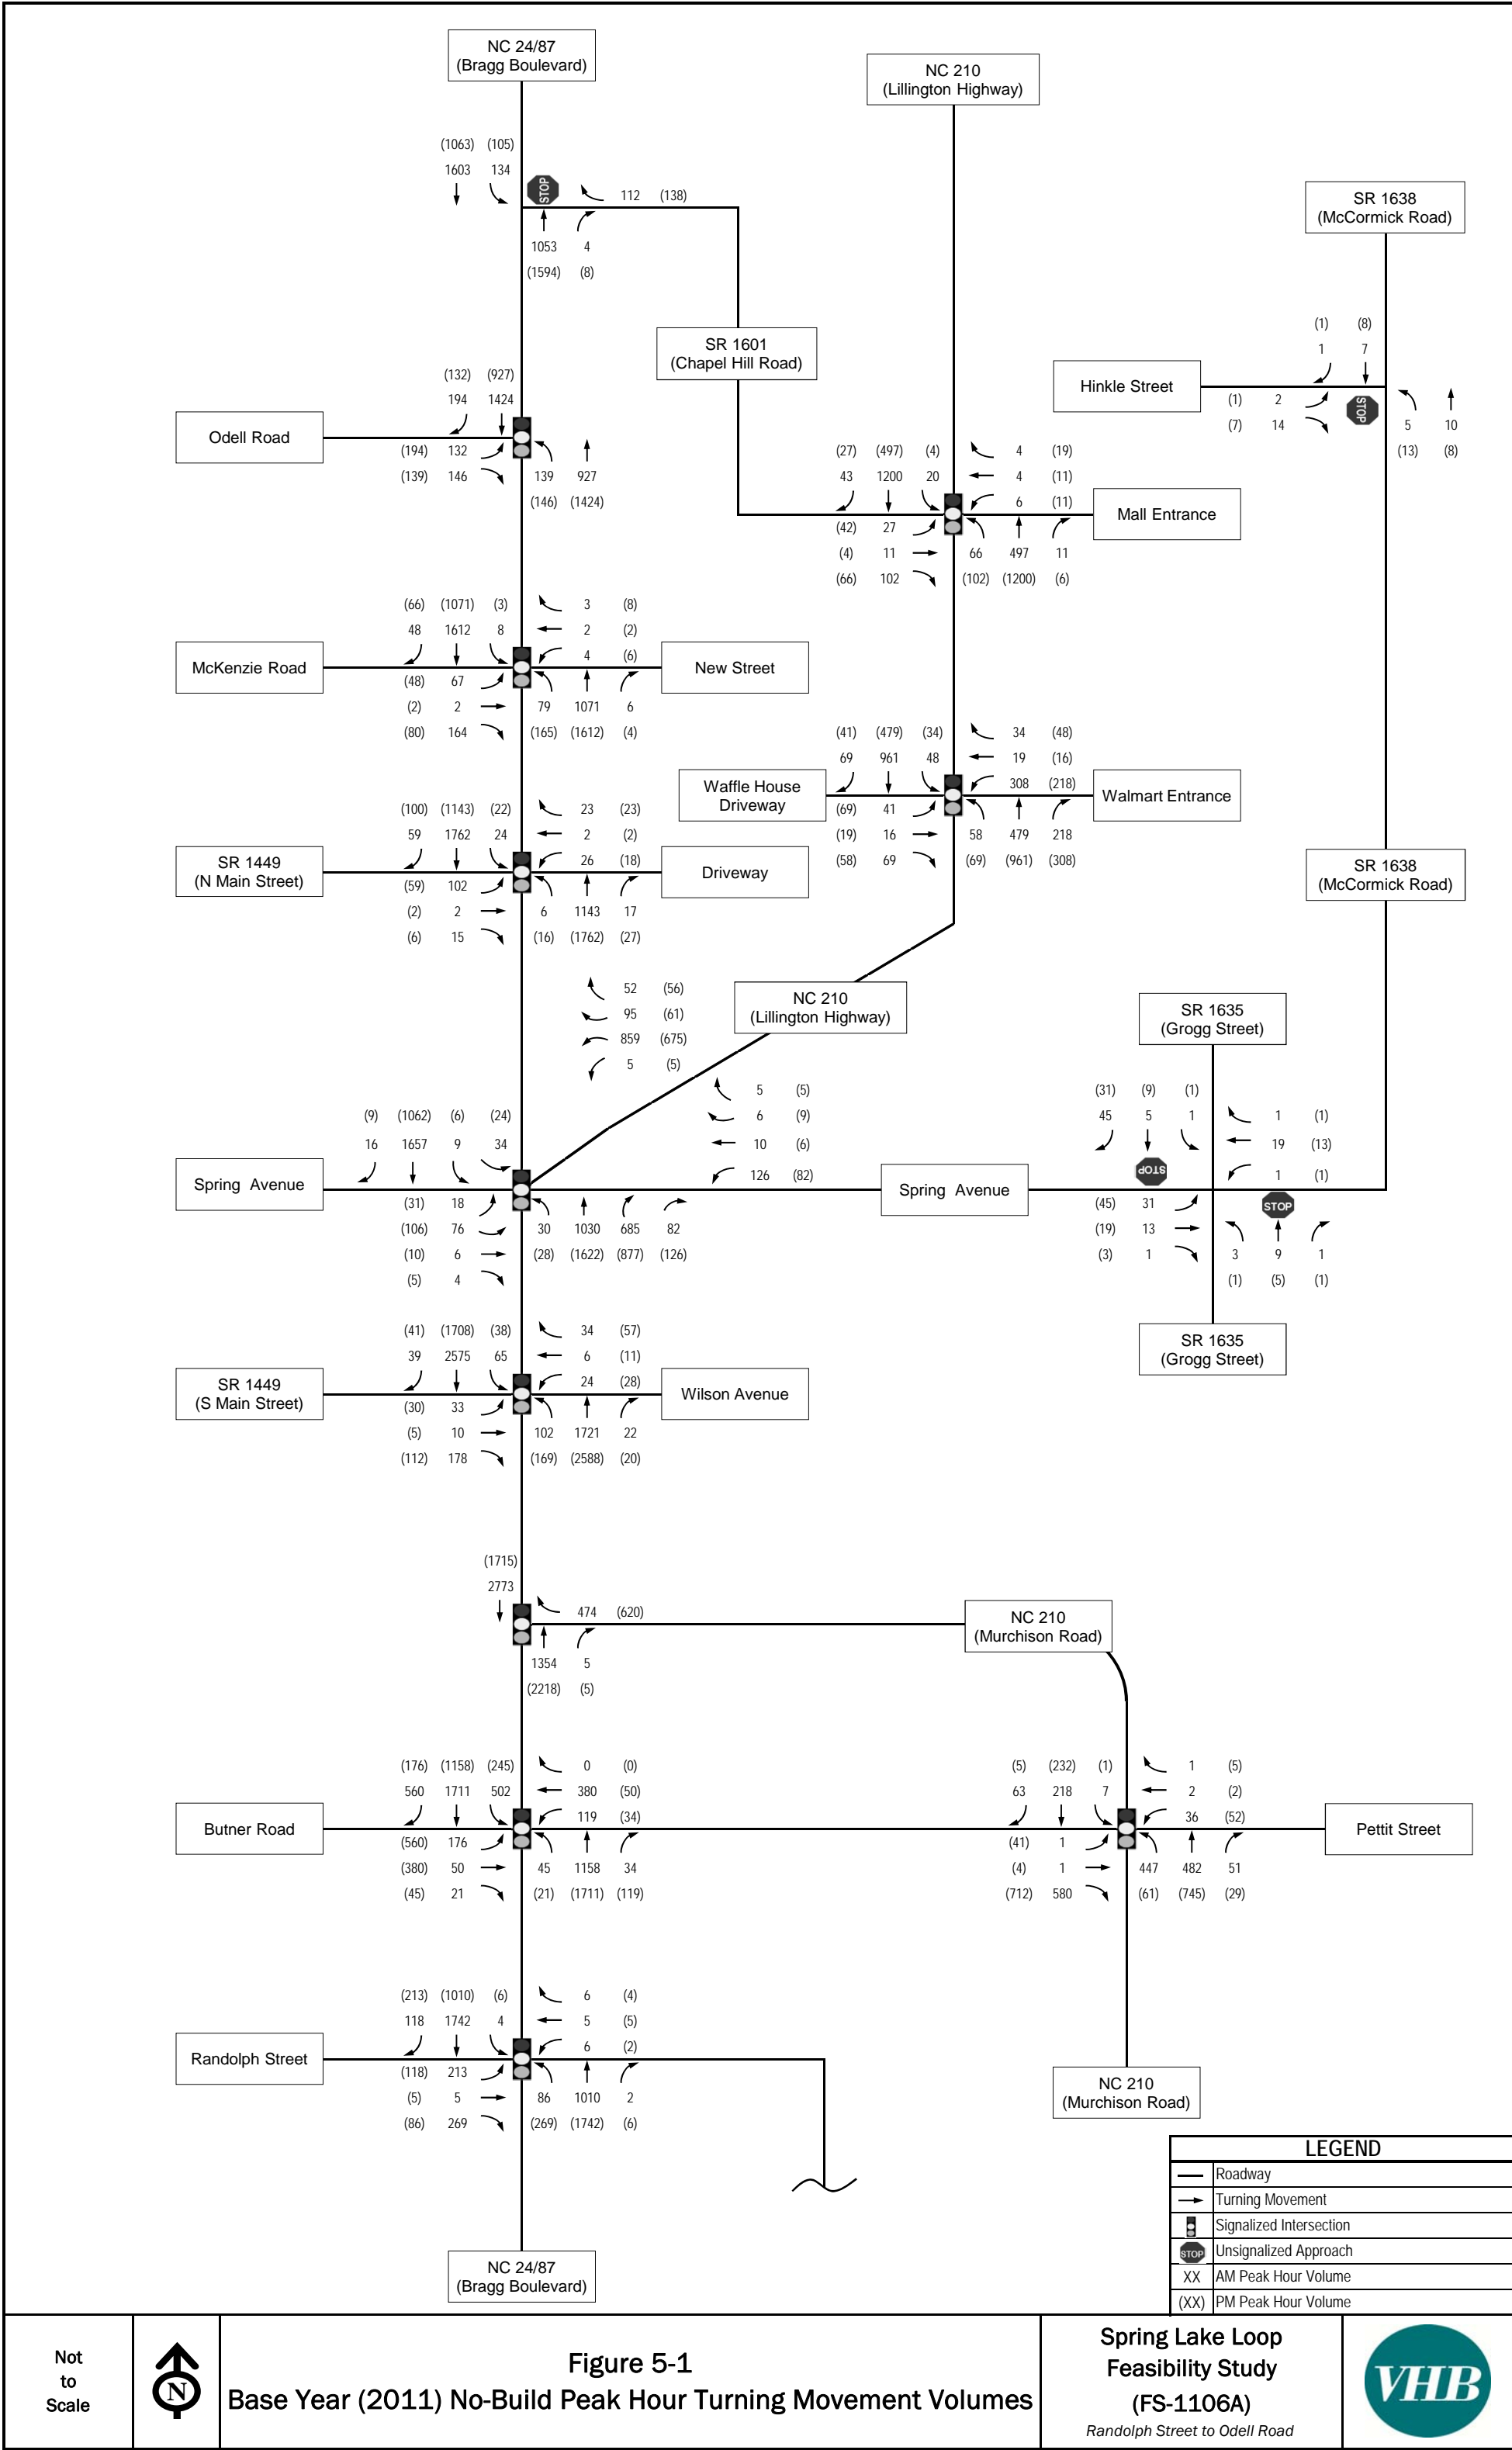 NC 24/87
(Bragg Boulevard)
NC 210
(Lillington Highway)
(1063) (105)
1603 134
STOP
112 (138)
1053 4
(1594) (8)
SR 1638
(McCormick Road)
SR 1601
(Chapel Hill Road)
(1) (8)
1 7
Hinkle Street
(1) 2
(7) 14
STOP
5 10
(13) (8)
(132) (927)
194 1424
Odell Road
(194) 132
(139) 146
139 927
(146) (1424)
(27) (497) (4)
43 1200 20
4 (19)
4 (11)
6 (11)
Mall Entrance
(42) 27
(4) 11
(66) 102
66 497 11
(102) (1200) (6)
(66) (1071) (3)
48 1612 8
3 (8)
2 (2)
4 (6)
McKenzie Road
New Street
(48) 67
(2) 2
(80) 164
79 1071 6
(165) (1612) (4)
(41) (479) (34)
69 961 48
34 (48)
19 (16)
308 (218)
Waffle House
Driveway
Walmart Entrance
(69) 41
(19) 16
(58) 69
58 479 218
(69) (961) (308)
(100) (1143) (22)
59 1762 24
23 (23)
2 (2)
26 (18)
SR 1449
(N Main Street)
Driveway
(59) 102
(2) 2
(6) 15
6 1143 17
(16) (1762) (27)
SR 1638
(McCormick Road)
52 (56)
95 (61)
859 (675)
5 (5)
NC 210
(Lillington Highway)
SR 1635
(Grogg Street)
(9) (1062) (6) (24)
16 1657 9 34
5 (5)
6 (9)
10 (6)
126 (82)
Spring Avenue
Spring Avenue
(31) 18
(106) 76
(10) 6
(5) 4
30 1030 685 82
(28) (1622) (877) (126)
(31) (9) (1)
45 5 1
STOP
1 (1)
19 (13)
1 (1)
(45) 31
(19) 13
(3) 1
STOP
3 9 1
(1) (5) (1)
SR 1635
(Grogg Street)
(41) (1708) (38)
39 2575 65
34 (57)
6 (11)
24 (28)
SR 1449
(S Main Street)
Wilson Avenue
(30) 33
(5) 10
(112) 178
102 1721 22
(169) (2588) (20)
(1715)
2773
474 (620)
1354 5
(2218) (5)
NC 210
(Murchison Road)
(176) (1158) (245)
560 1711 502
0 (0)
380 (50)
119 (34)
Butner Road
(560) 176
(380) 50
(45) 21
45 1158 34
(21) (1711) (119)
(5) (232) (1)
63 218 7
1 (5)
2 (2)
36 (52)
Pettit Street
(41) 1
(4) 1
(712) 580
447 482 51
(61) (745) (29)
(213) (1010) (6)
118 1742 4
6 (4)
5 (5)
6 (2)
Randolph Street
(118) 213
(5) 5
(86) 269
86 1010 2
(269) (1742) (6)
NC 210
(Murchison Road)
NC 24/87
(Bragg Boulevard)
LEGEND
Roadway
Turning Movement
Signalized Intersection
STOP Unsignalized Approach
XX AM Peak Hour Volume
(XX) PM Peak Hour Volume
Not
to
Scale
N
Figure 5-1
Base Year (2011) No-Build Peak Hour Turning Movement Volumes
Spring Lake Loop
Feasibility Study
(FS-1106A)
Randolph Street to Odell Road
VHB